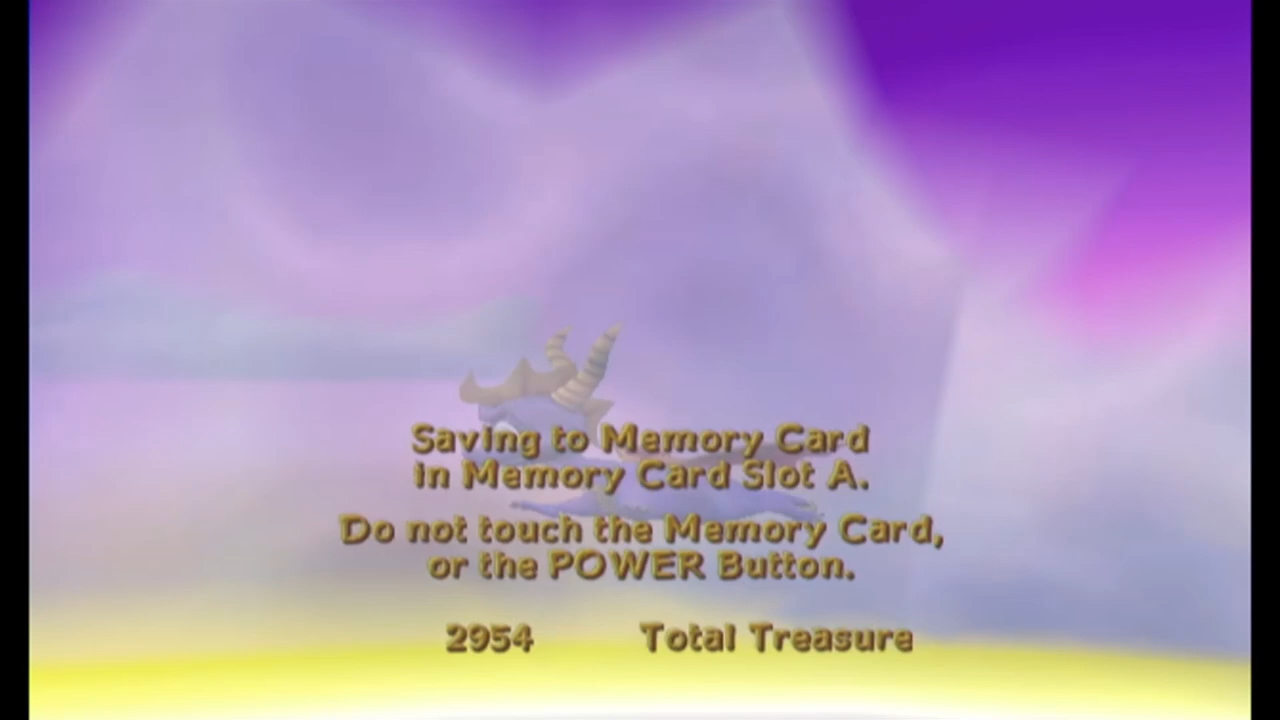 Saving to Memory Card
in Memory Card Slot A.
Do not touch the Memory Card,
or the POWER Button.
2954 Total Treasure